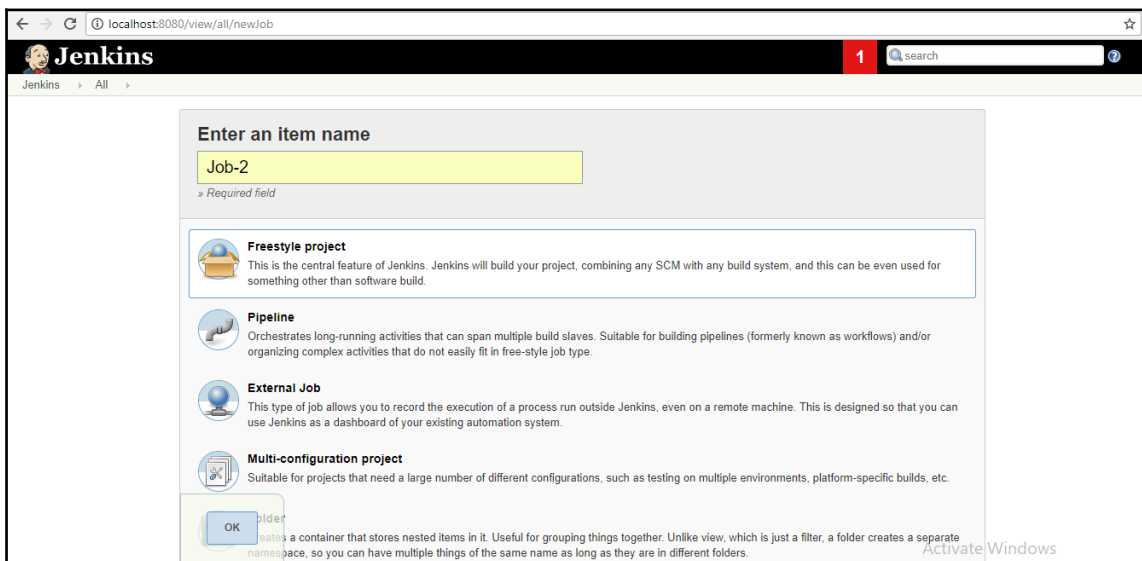 localhost:8080/view/all/newJob
Jenkins
1
search
Jenkins
All
Enter an item name
Job-2
» Required field
Freestyle project
This is the central feature of Jenkins. Jenkins will build your project, combining any SCM with any build system, and this can be even used for
something other than software build.
Pipeline
Orchestrates long-running activities that can span multiple build slaves. Suitable for building pipelines (formerly known as workflows) and/or
organizing complex activities that do not easily fit in free-style job type.
External Job
This type of job allows you to record the execution of a process run outside Jenkins, even on a remote machine. This is designed so that you can
use Jenkins as a dashboard of your existing automation system.
Multi-configuration project
Suitable for projects that need a large number of different configurations, such as testing on multiple environments, platform-specific builds, etc.
older
OK
reates a container that stores nested items in it. Useful for grouping things together. Unlike view, which is just a filter, a folder creates a separate
namespace, so you can have multiple things of the same name as long as they are in different folders.
Activate Windows